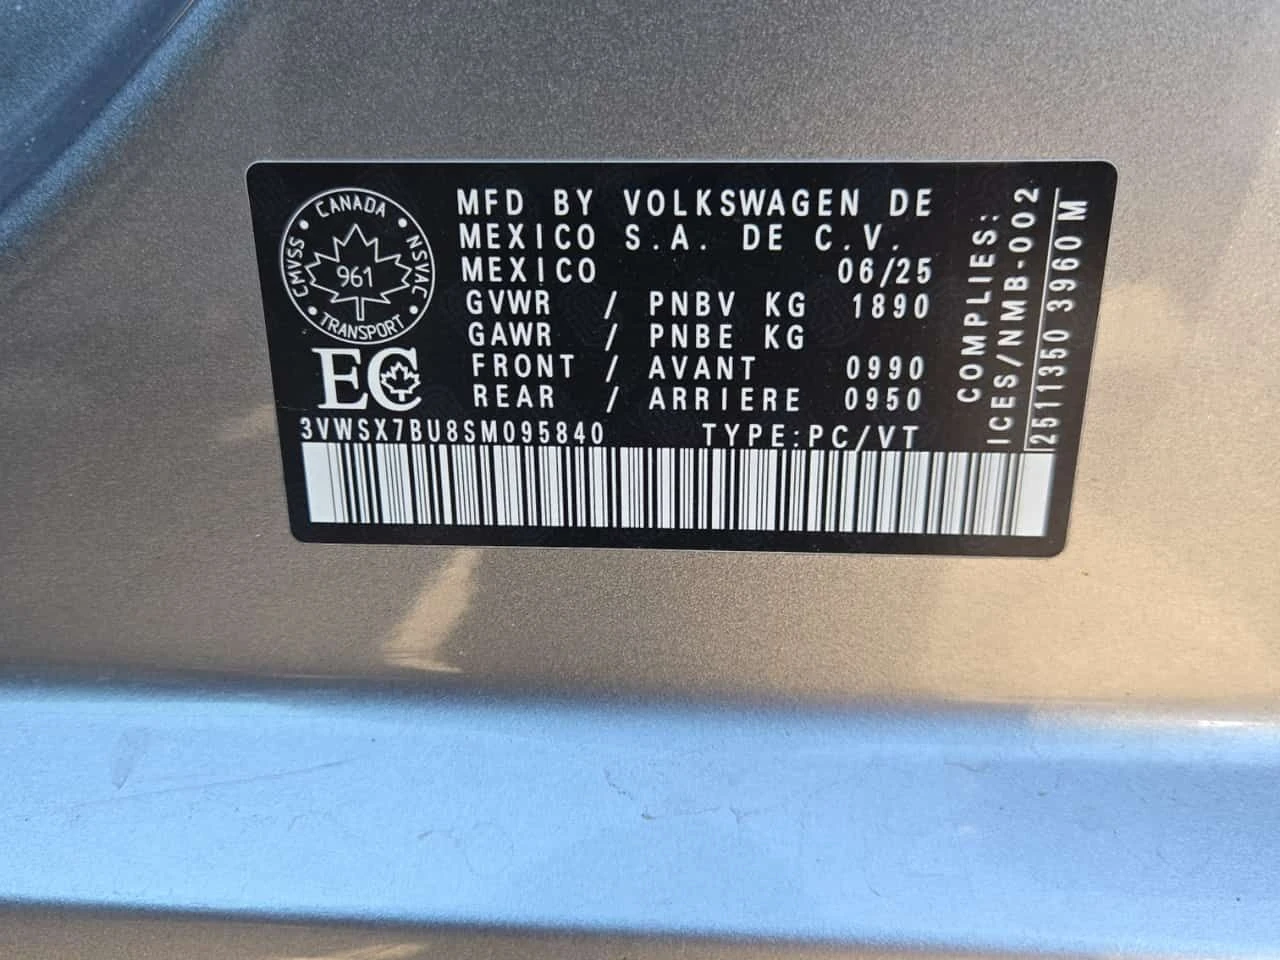 CANADA
CMVSS
NSVAC
961
TRANSPORT
EC
MFD BY VOLKSWAGEN DE
MEXICO S.A. DE C.V.
MEXICO 06/25
GVWR / PNBV KG 1890
GAWR / PNBE KG
FRONT / AVANT 0990
REAR / ARRIERE 0950
3VWSX7BU8SM095840 TYPE:PC/VT
COMPLIES:
ICES/NMB-002
2511350 3960 M